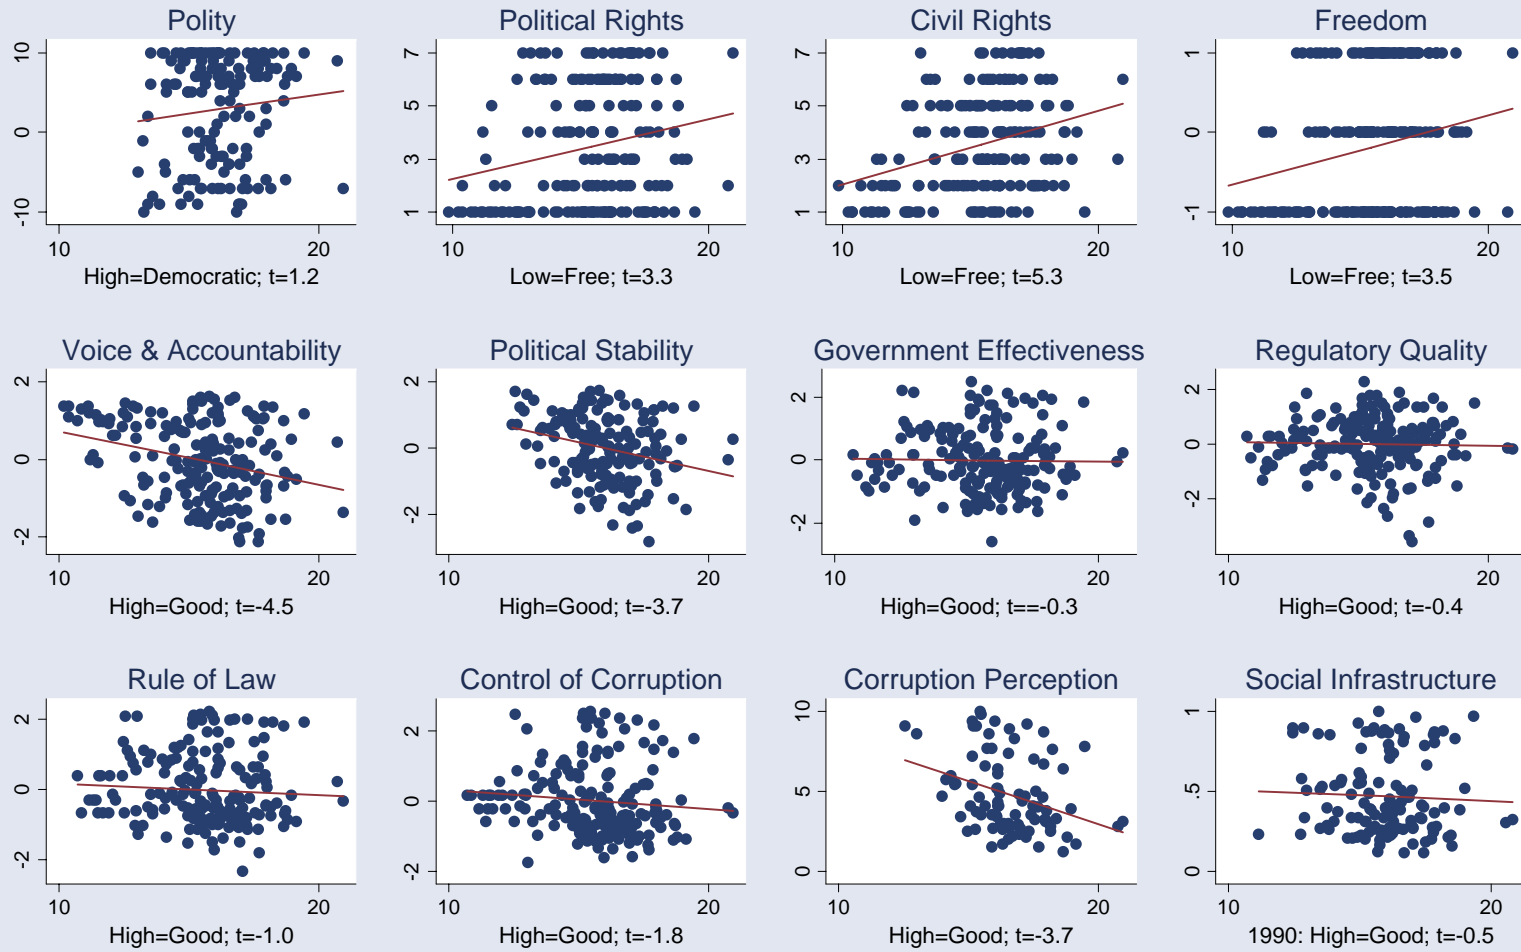 Polity
10
0
-10
10 20
High=Democratic; t=1.2
Political Rights
7
5
3
1
10 20
Low=Free; t=3.3
Civil Rights
7
5
3
1
10 20
Low=Free; t=5.3
Freedom
1
0
-1
10 20
Low=Free; t=3.5
Voice & Accountability
2
0
-2
10 20
High=Good; t=-4.5
Political Stability
2
0
-2
10 20
High=Good; t=-3.7
Government Effectiveness
2
0
-2
10 20
High=Good; t==-0.3
Regulatory Quality
2
0
-2
10 20
High=Good; t=-0.4
Rule of Law
2
0
-2
10 20
High=Good; t=-1.0
Control of Corruption
2
0
-2
10 20
High=Good; t=-1.8
Corruption Perception
10
5
0
10 20
High=Good; t=-3.7
Social Infrastructure
1
.5
0
10 20
1990: High=Good; t=-0.5